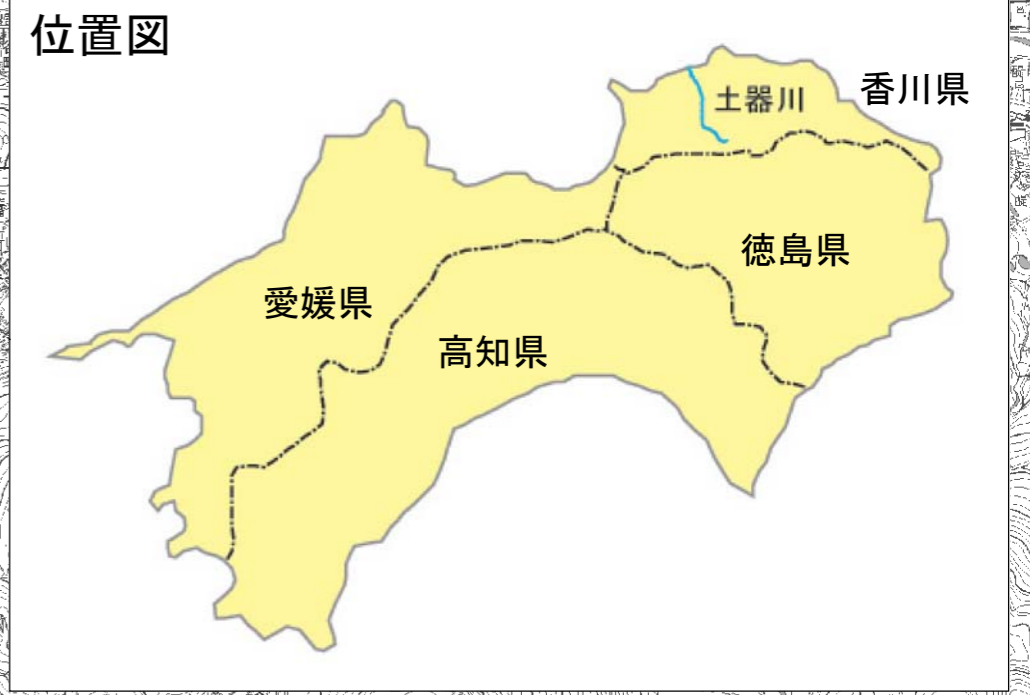 位置図
土器川
香川県
徳島県
愛媛県
高知県